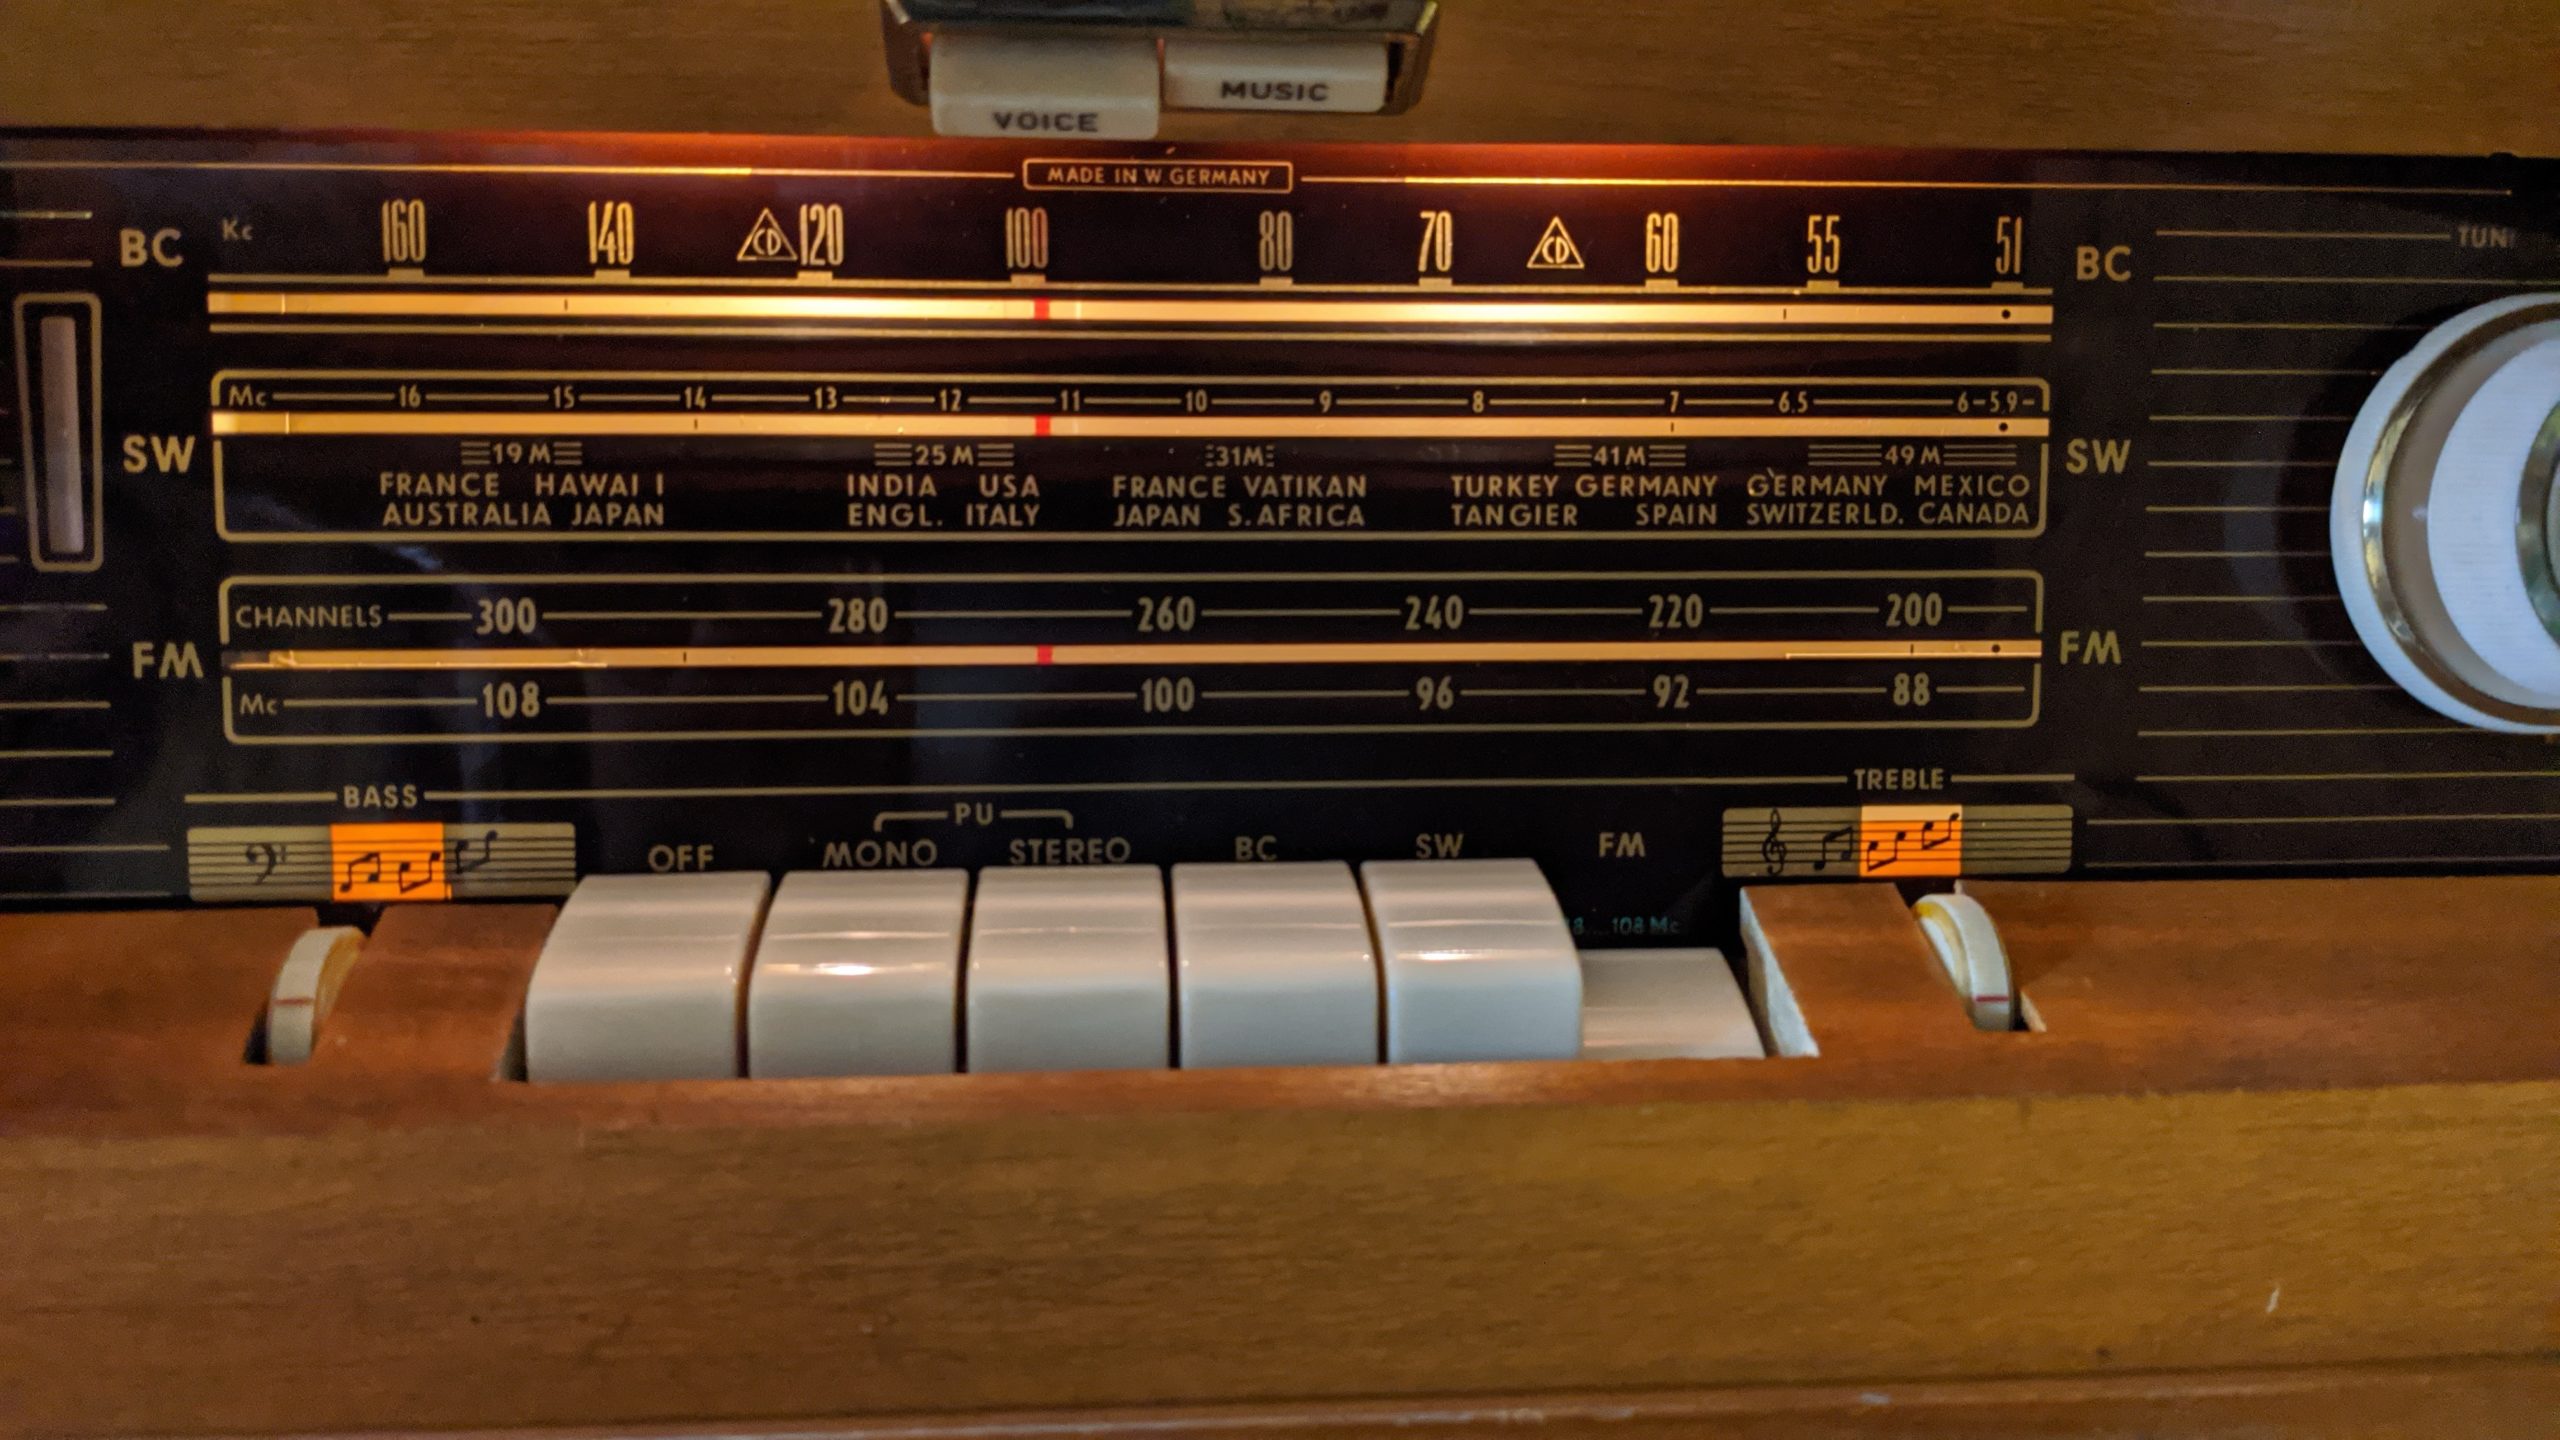 MUSIC
VOICE
MADE IN W. GERMANY
BC Kc 160 140 CD 120 100 80 70 CD 60 55 51 BC
Mc 16 15 14 13 12 11 10 9 8 7 6.5 6 5.9
SW 19 M 25 M 31M 41M 49 M SW
FRANCE HAWAI I INDIA USA FRANCE VATIKAN TURKEY GERMANY GERMANY MEXICO
AUSTRALIA JAPAN ENGL. ITALY JAPAN S. AFRICA TANGIER SPAIN SWITZERLD. CANADA
CHANNELS 300 280 260 240 220 200
FM FM
Mc 108 104 100 96 92 88
BASS TREBLE
PU
OFF MONO STEREO BC SW FM
108 Mc